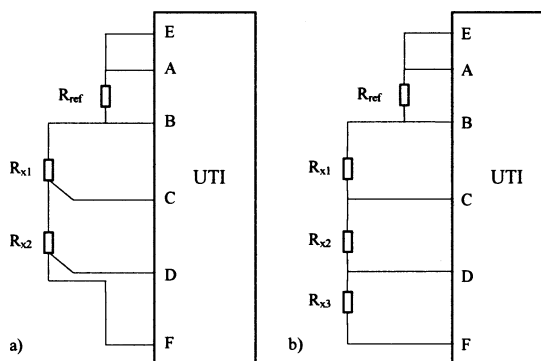 E
A
R_ref
B
R_x1
UTI
C
R_x2
D
F
a)
E
A
R_ref
B
R_x1
UTI
C
R_x2
D
R_x3
F
b)